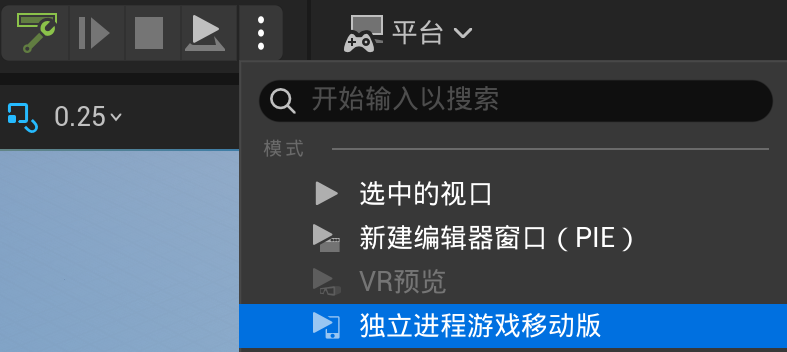 平台
0.25
开始输入以搜索
模式
选中的视口
新建编辑器窗口（PIE）
VR预览
独立进程游戏移动版